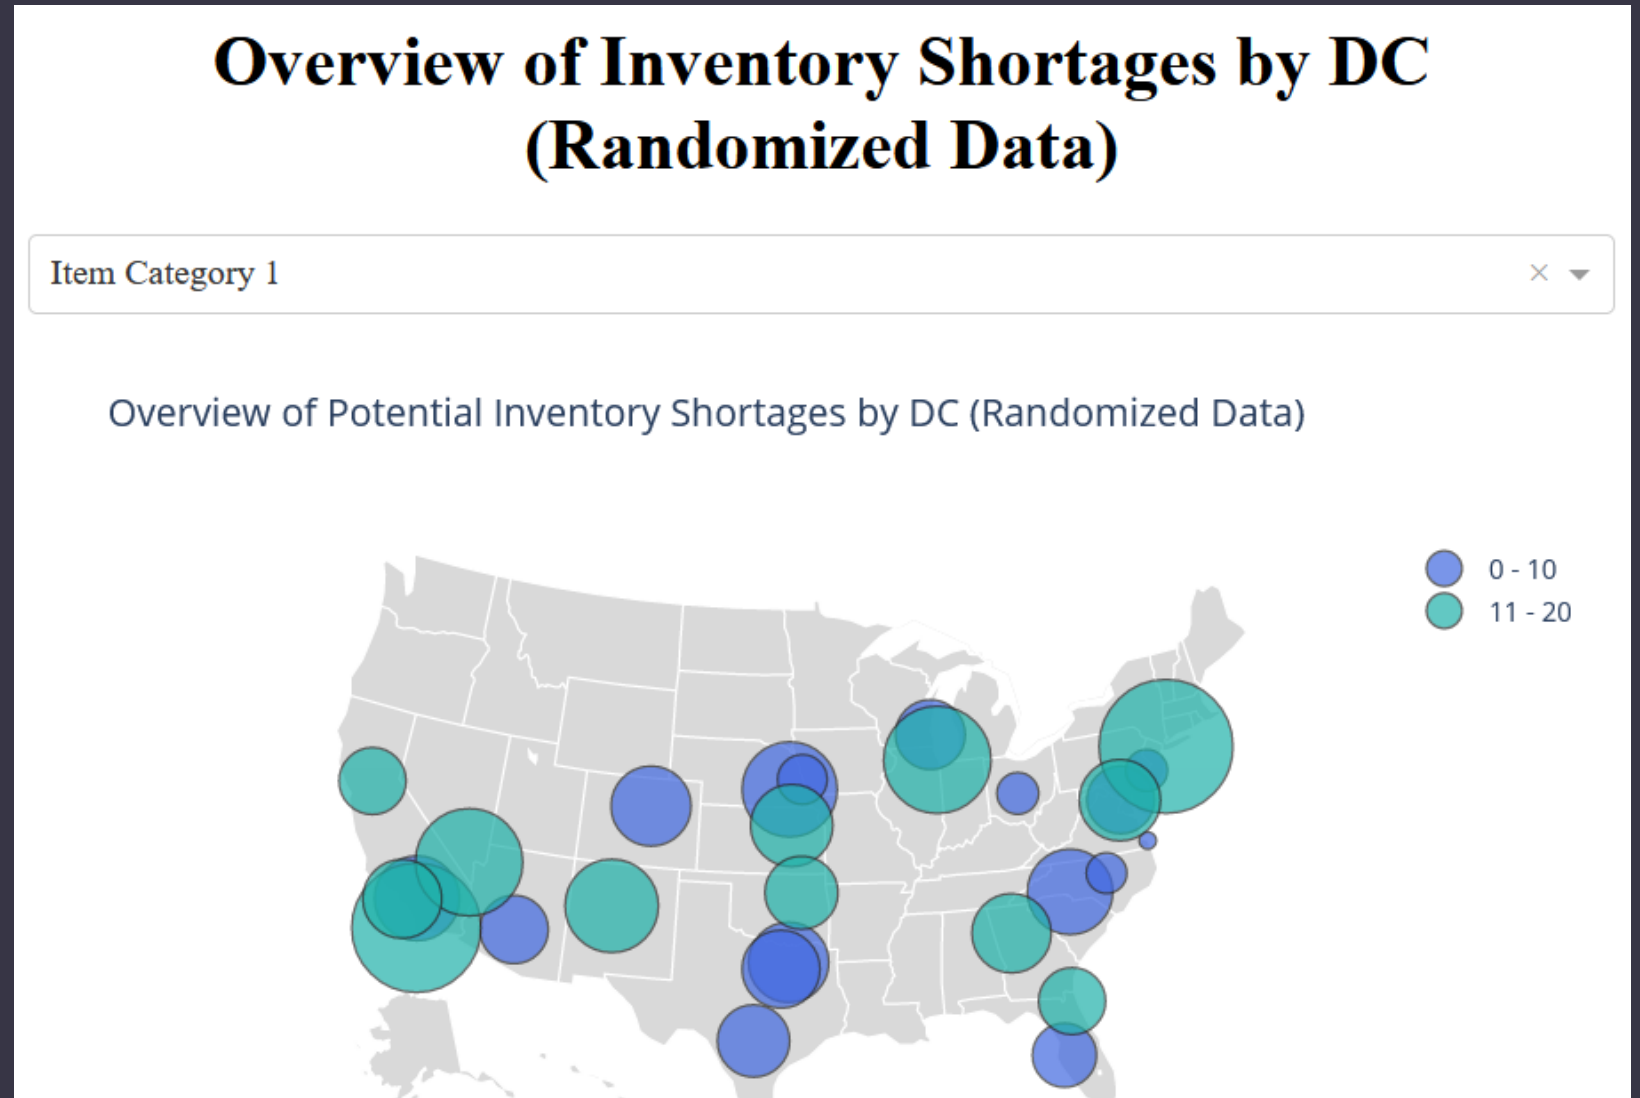 Overview of Inventory Shortages by DC
(Randomized Data)
Item Category 1
Overview of Potential Inventory Shortages by DC (Randomized Data)
0 - 10
11 - 20